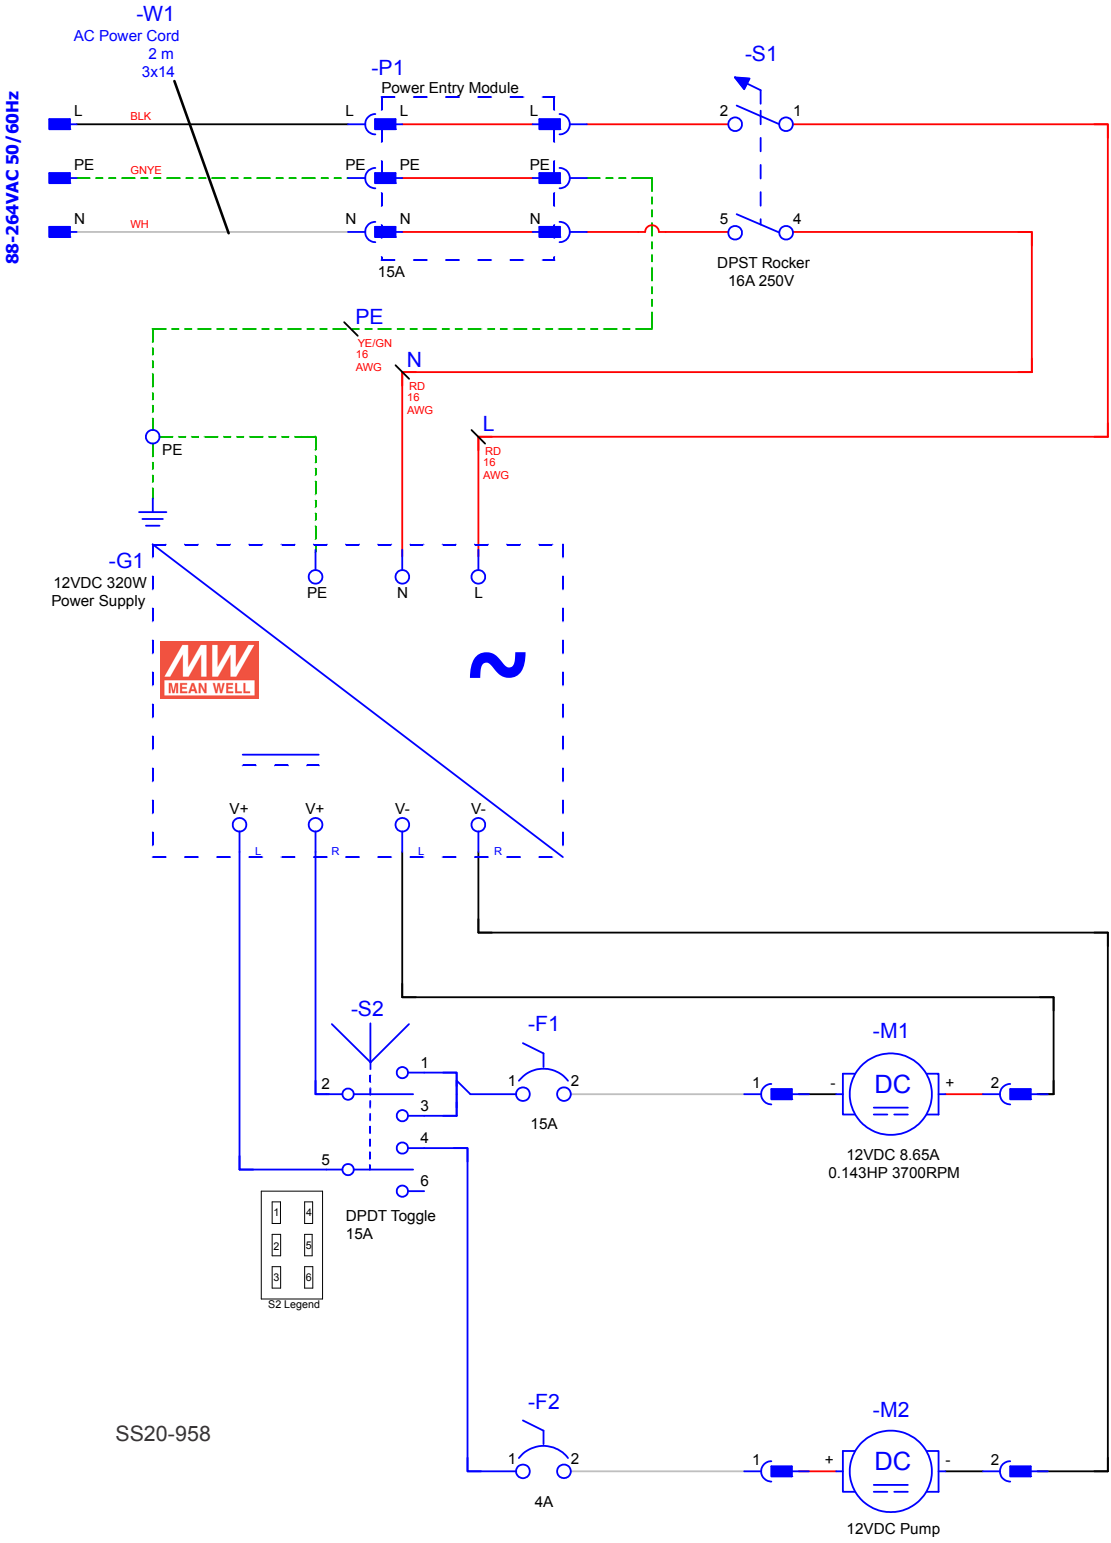 -W1
AC Power Cord
2 m
3x14
88-264VAC 50/60Hz
L
BLK
PE
GNYE
N
WH
-P1
Power Entry Module
L
L
L
PE
PE
PE
N
N
N
15A
-S1
2
1
5
4
DPST Rocker
16A 250V
PE
YE/GN
16
AWG
N
RD
16
AWG
L
RD
16
AWG
PE
-G1
12VDC 320W
Power Supply
PE
N
L
MW
MEAN WELL
~
V+
V+
V-
V-
L
R
L
R
-S2
1
2
3
4
5
6
DPDT Toggle
15A
1
4
2
5
3
6
S2 Legend
-F1
1
2
15A
-M1
1
-
DC
+
2
12VDC 8.65A
0.143HP 3700RPM
-F2
1
2
4A
-M2
1
+
DC
-
2
12VDC Pump
SS20-958